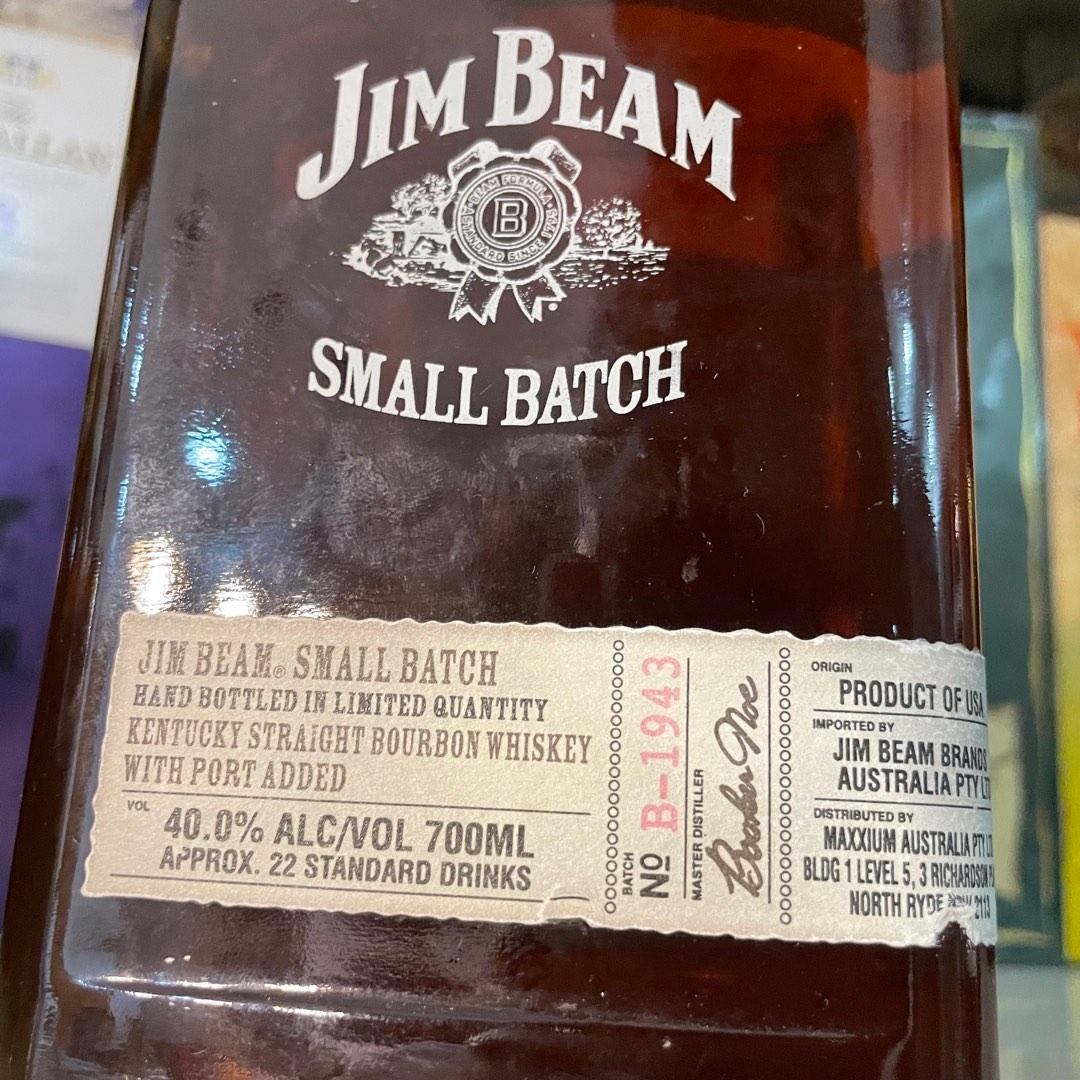 JIM BEAM
BEAM FORMULA
B
A STANDARD SINCE 1795
SMALL BATCH
JIM BEAM® SMALL BATCH
HAND BOTTLED IN LIMITED QUANTITY
KENTUCKY STRAIGHT BOURBON WHISKEY
WITH PORT ADDED
VOL
40.0% ALC/VOL 700ML
APPROX. 22 STANDARD DRINKS
BATCH
NO B-1943
MASTER DISTILLER
Booker Noe
ORIGIN
PRODUCT OF USA
IMPORTED BY
JIM BEAM BRANDS
AUSTRALIA PTY LT
DISTRIBUTED BY
MAXXIUM AUSTRALIA PTY
BLDG 1 LEVEL 5, 3 RICHARDSON
NORTH RYDE NSW 2113